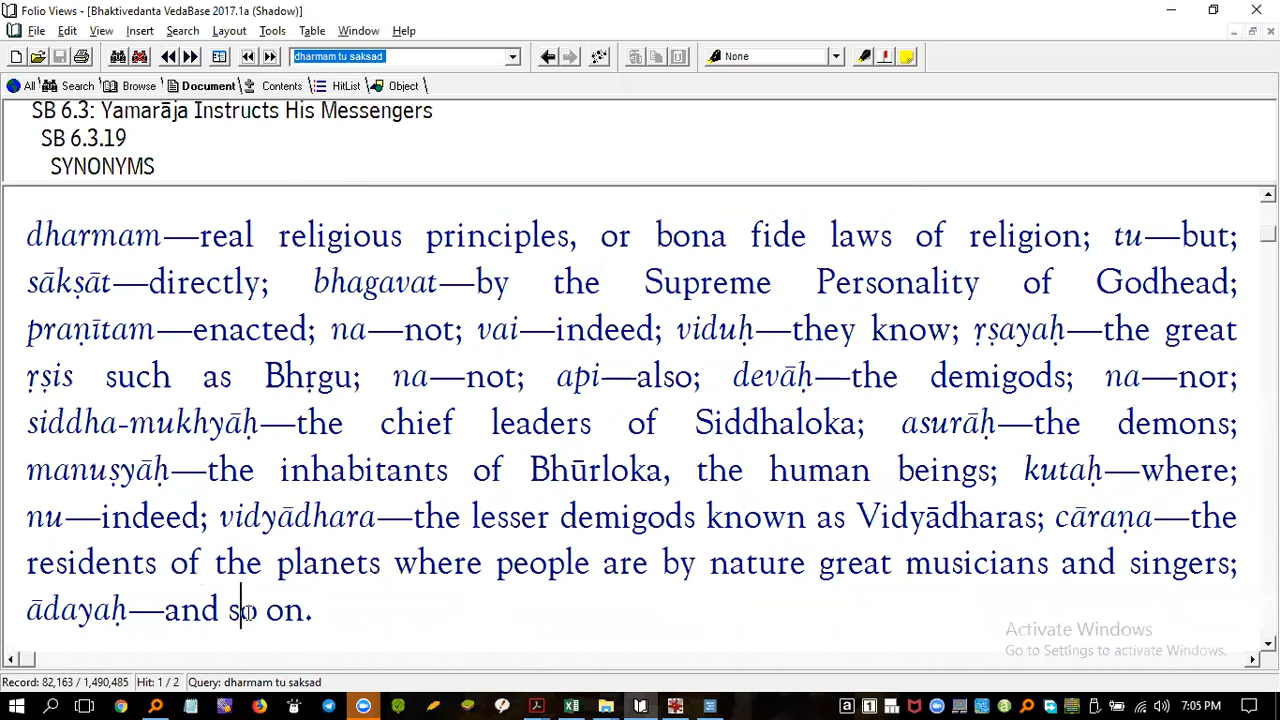 Folio Views - [Bhaktivedanta VedaBase 2017.1a (Shadow)]
File Edit View Insert Search Layout Tools Table Window Help
dharmam tu saksad
None
All Search Browse Document Contents HitList Object
SB 6.3: Yamarāja Instructs His Messengers
SB 6.3.19
SYNONYMS
dharmam—real religious principles, or bona fide laws of religion; tu—but;
sākṣāt—directly; bhagavat—by the Supreme Personality of Godhead;
praṇītam—enacted; na—not; vai—indeed; viduḥ—they know; ṛṣayaḥ—the great
ṛṣis such as Bhṛgu; na—not; api—also; devāḥ—the demigods; na—nor;
siddha-mukhyāḥ—the chief leaders of Siddhaloka; asurāḥ—the demons;
manuṣyāḥ—the inhabitants of Bhūrloka, the human beings; kutaḥ—where;
nu—indeed; vidyādhara—the lesser demigods known as Vidyādharas; cāraṇa—the
residents of the planets where people are by nature great musicians and singers;
ādayaḥ—and so on.
Activate Windows
Go to Settings to activate Windows.
Record: 82,163 / 1,490,485 Hit: 1 / 2 Query: dharmam tu saksad
7:05 PM